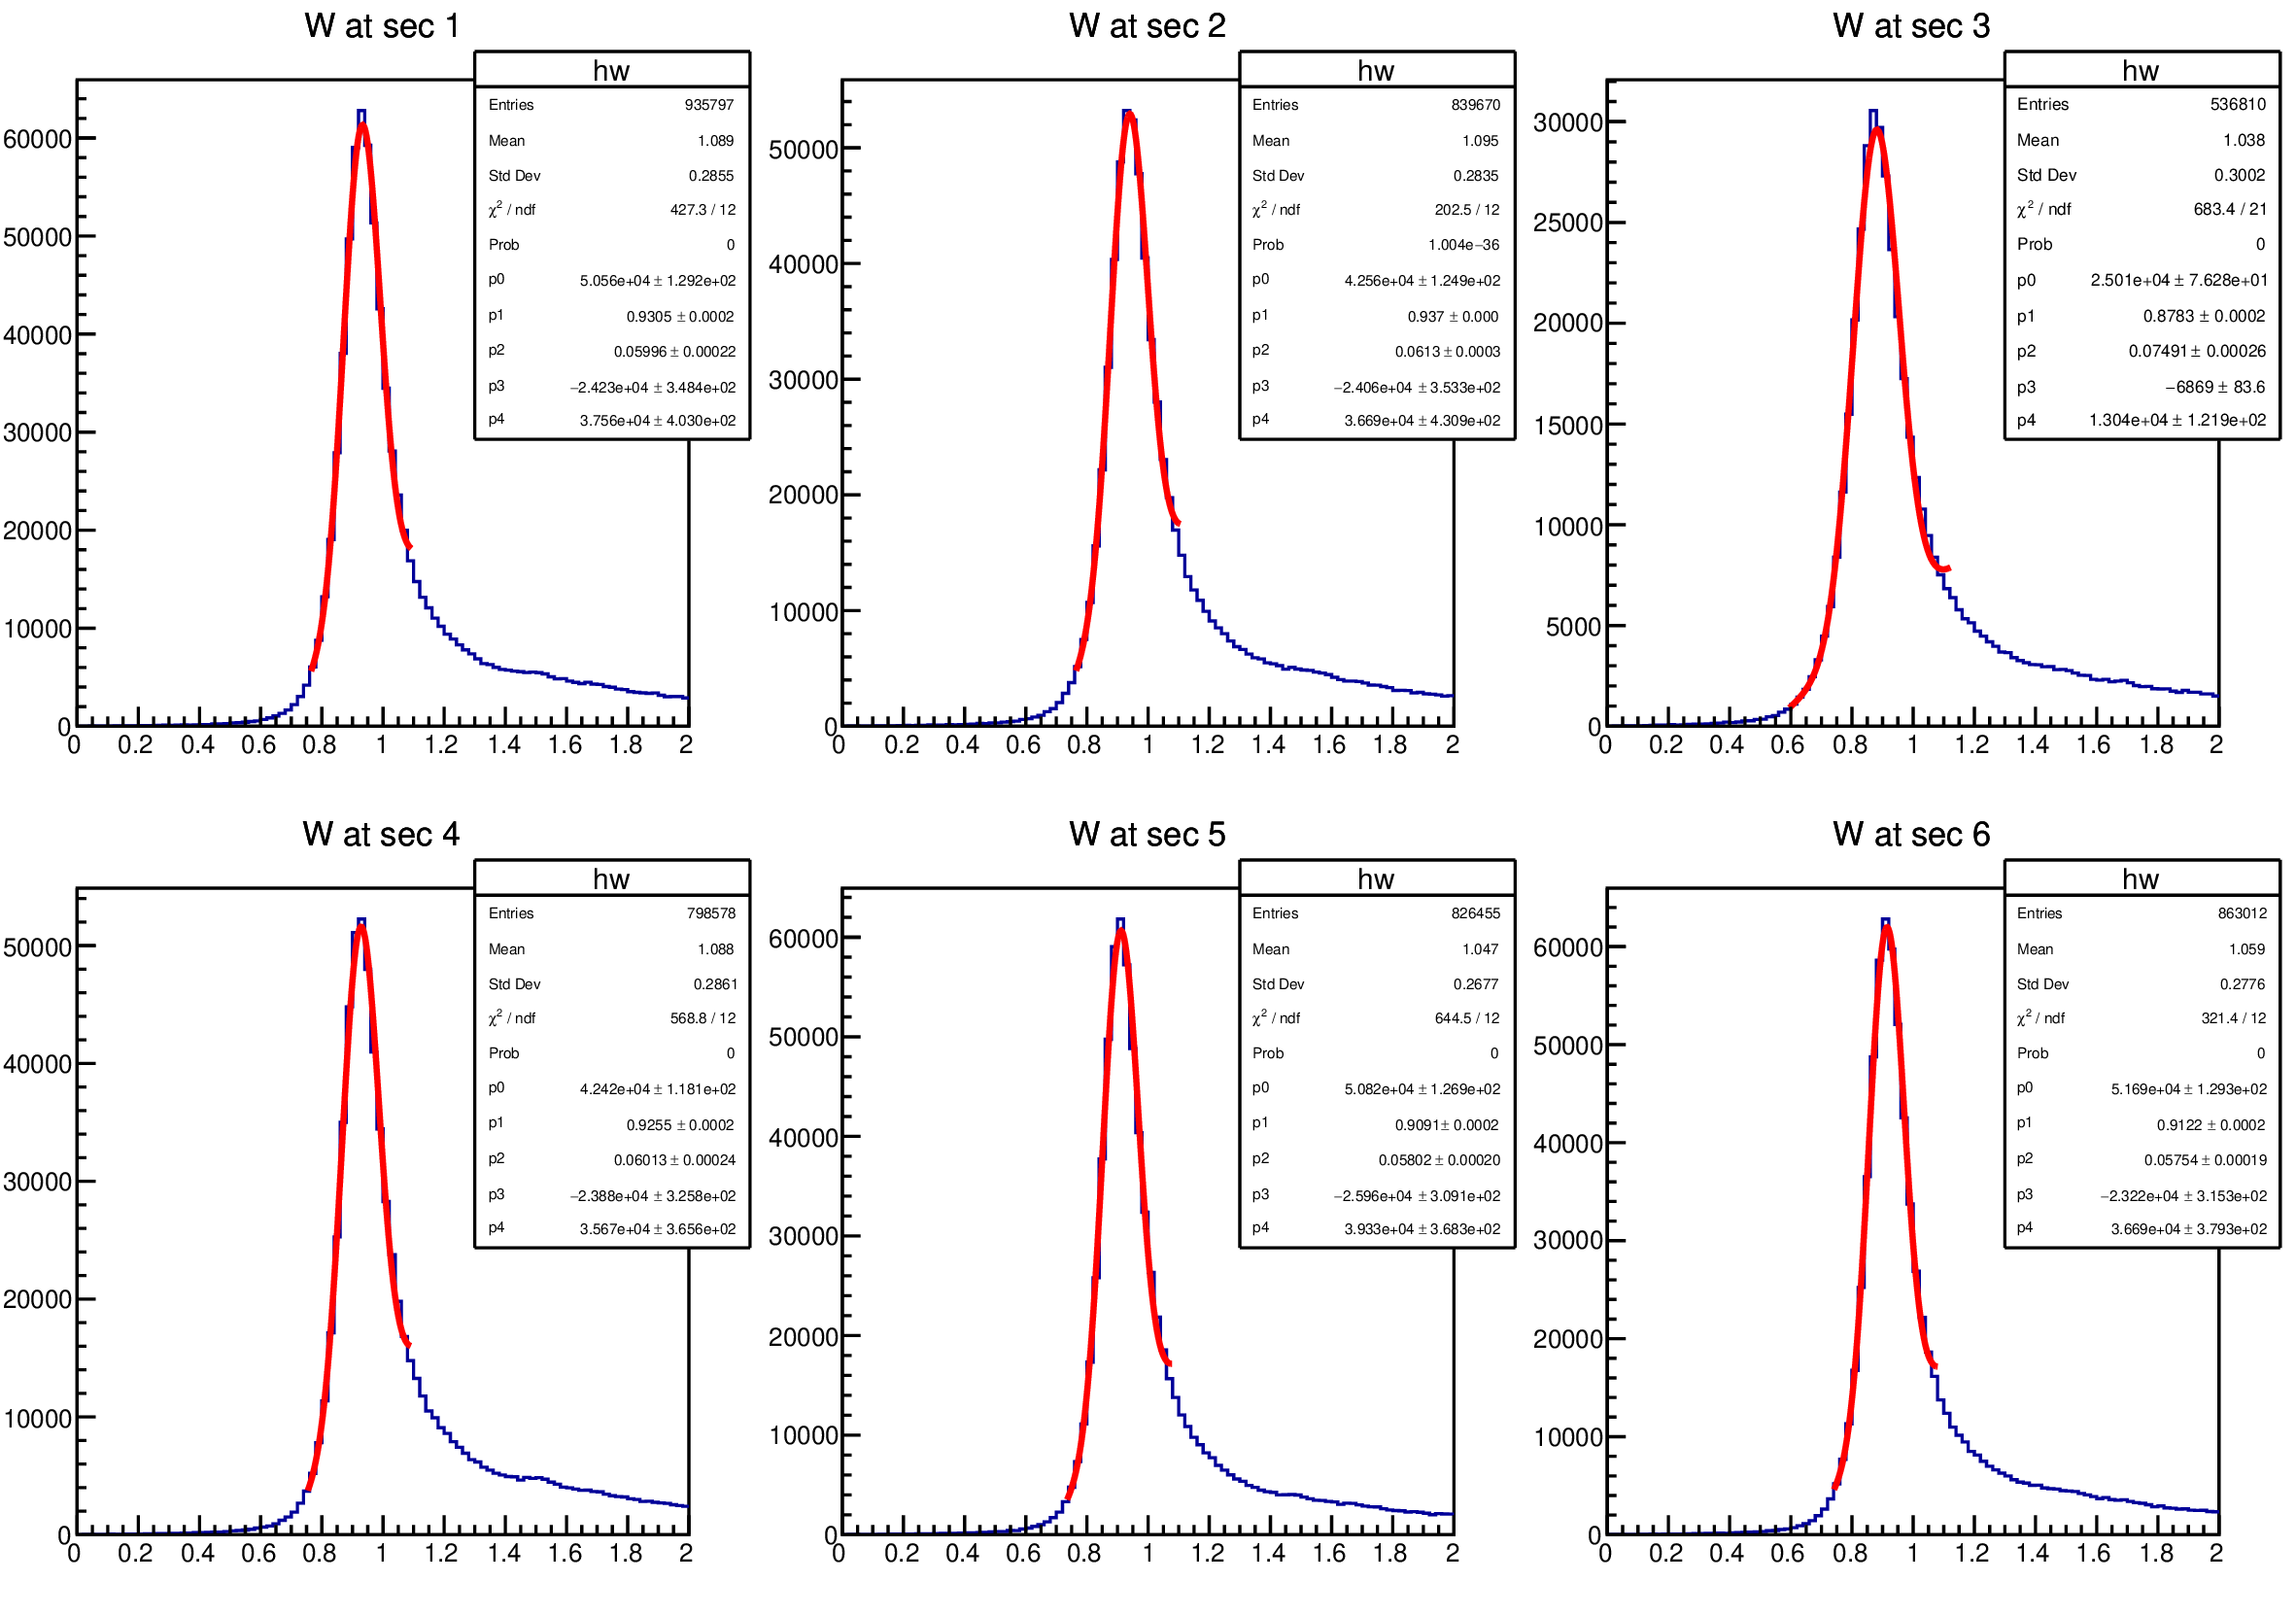 W at sec 1
hw
Entries 935797
Mean 1.089
Std Dev 0.2855
χ² / ndf 427.3 / 12
Prob 0
p0 5.056e+04 ± 1.292e+02
p1 0.9305 ± 0.0002
p2 0.05996 ± 0.00022
p3 −2.423e+04 ± 3.484e+02
p4 3.756e+04 ± 4.030e+02
60000
50000
40000
30000
20000
10000
0
0 0.2 0.4 0.6 0.8 1 1.2 1.4 1.6 1.8 2
W at sec 2
hw
Entries 839670
Mean 1.095
Std Dev 0.2835
χ² / ndf 202.5 / 12
Prob 1.004e−36
p0 4.256e+04 ± 1.249e+02
p1 0.937 ± 0.000
p2 0.0613 ± 0.0003
p3 −2.406e+04 ± 3.533e+02
p4 3.669e+04 ± 4.309e+02
50000
40000
30000
20000
10000
0
0 0.2 0.4 0.6 0.8 1 1.2 1.4 1.6 1.8 2
W at sec 3
hw
Entries 536810
Mean 1.038
Std Dev 0.3002
χ² / ndf 683.4 / 21
Prob 0
p0 2.501e+04 ± 7.628e+01
p1 0.8783 ± 0.0002
p2 0.07491 ± 0.00026
p3 −6869 ± 83.6
p4 1.304e+04 ± 1.219e+02
30000
25000
20000
15000
10000
5000
0
0 0.2 0.4 0.6 0.8 1 1.2 1.4 1.6 1.8 2
W at sec 4
hw
Entries 798578
Mean 1.088
Std Dev 0.2861
χ² / ndf 568.8 / 12
Prob 0
p0 4.242e+04 ± 1.181e+02
p1 0.9255 ± 0.0002
p2 0.06013 ± 0.00024
p3 −2.388e+04 ± 3.258e+02
p4 3.567e+04 ± 3.656e+02
50000
40000
30000
20000
10000
0
0 0.2 0.4 0.6 0.8 1 1.2 1.4 1.6 1.8 2
W at sec 5
hw
Entries 826455
Mean 1.047
Std Dev 0.2677
χ² / ndf 644.5 / 12
Prob 0
p0 5.082e+04 ± 1.269e+02
p1 0.9091 ± 0.0002
p2 0.05802 ± 0.00020
p3 −2.596e+04 ± 3.091e+02
p4 3.933e+04 ± 3.683e+02
60000
50000
40000
30000
20000
10000
0
0 0.2 0.4 0.6 0.8 1 1.2 1.4 1.6 1.8 2
W at sec 6
hw
Entries 863012
Mean 1.059
Std Dev 0.2776
χ² / ndf 321.4 / 12
Prob 0
p0 5.169e+04 ± 1.293e+02
p1 0.9122 ± 0.0002
p2 0.05754 ± 0.00019
p3 −2.322e+04 ± 3.153e+02
p4 3.669e+04 ± 3.793e+02
60000
50000
40000
30000
20000
10000
0
0 0.2 0.4 0.6 0.8 1 1.2 1.4 1.6 1.8 2